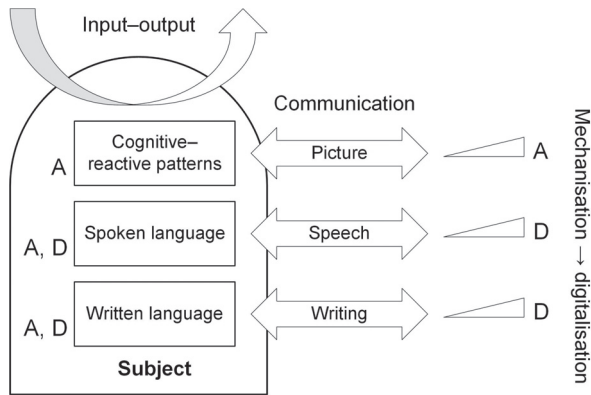 Input–output
Communication
Cognitive–
reactive patterns
A
Picture
A
Spoken language
A, D
Speech
D
Written language
A, D
Writing
D
Subject
Mechanisation → digitalisation